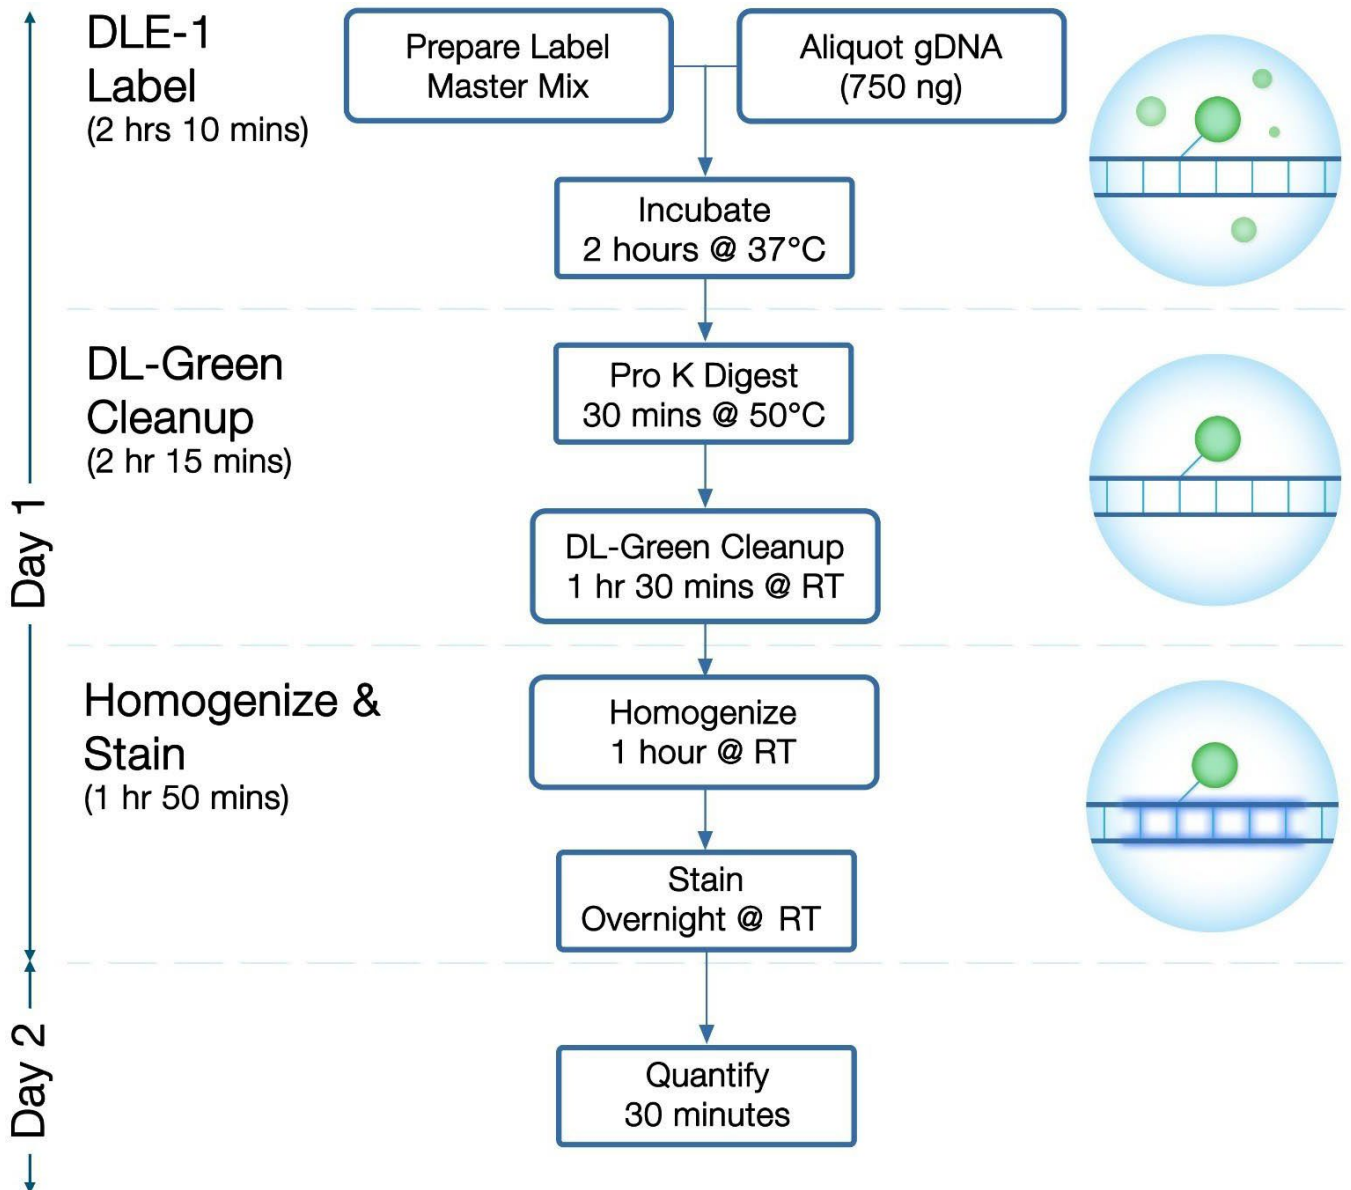 DLE-1
Label
(2 hrs 10 mins)
Prepare Label
Master Mix
Aliquot gDNA
(750 ng)
Incubate
2 hours @ 37°C
DL-Green
Cleanup
(2 hr 15 mins)
Pro K Digest
30 mins @ 50°C
DL-Green Cleanup
1 hr 30 mins @ RT
Day 1
Homogenize &
Stain
(1 hr 50 mins)
Homogenize
1 hour @ RT
Stain
Overnight @ RT
Day 2
Quantify
30 minutes